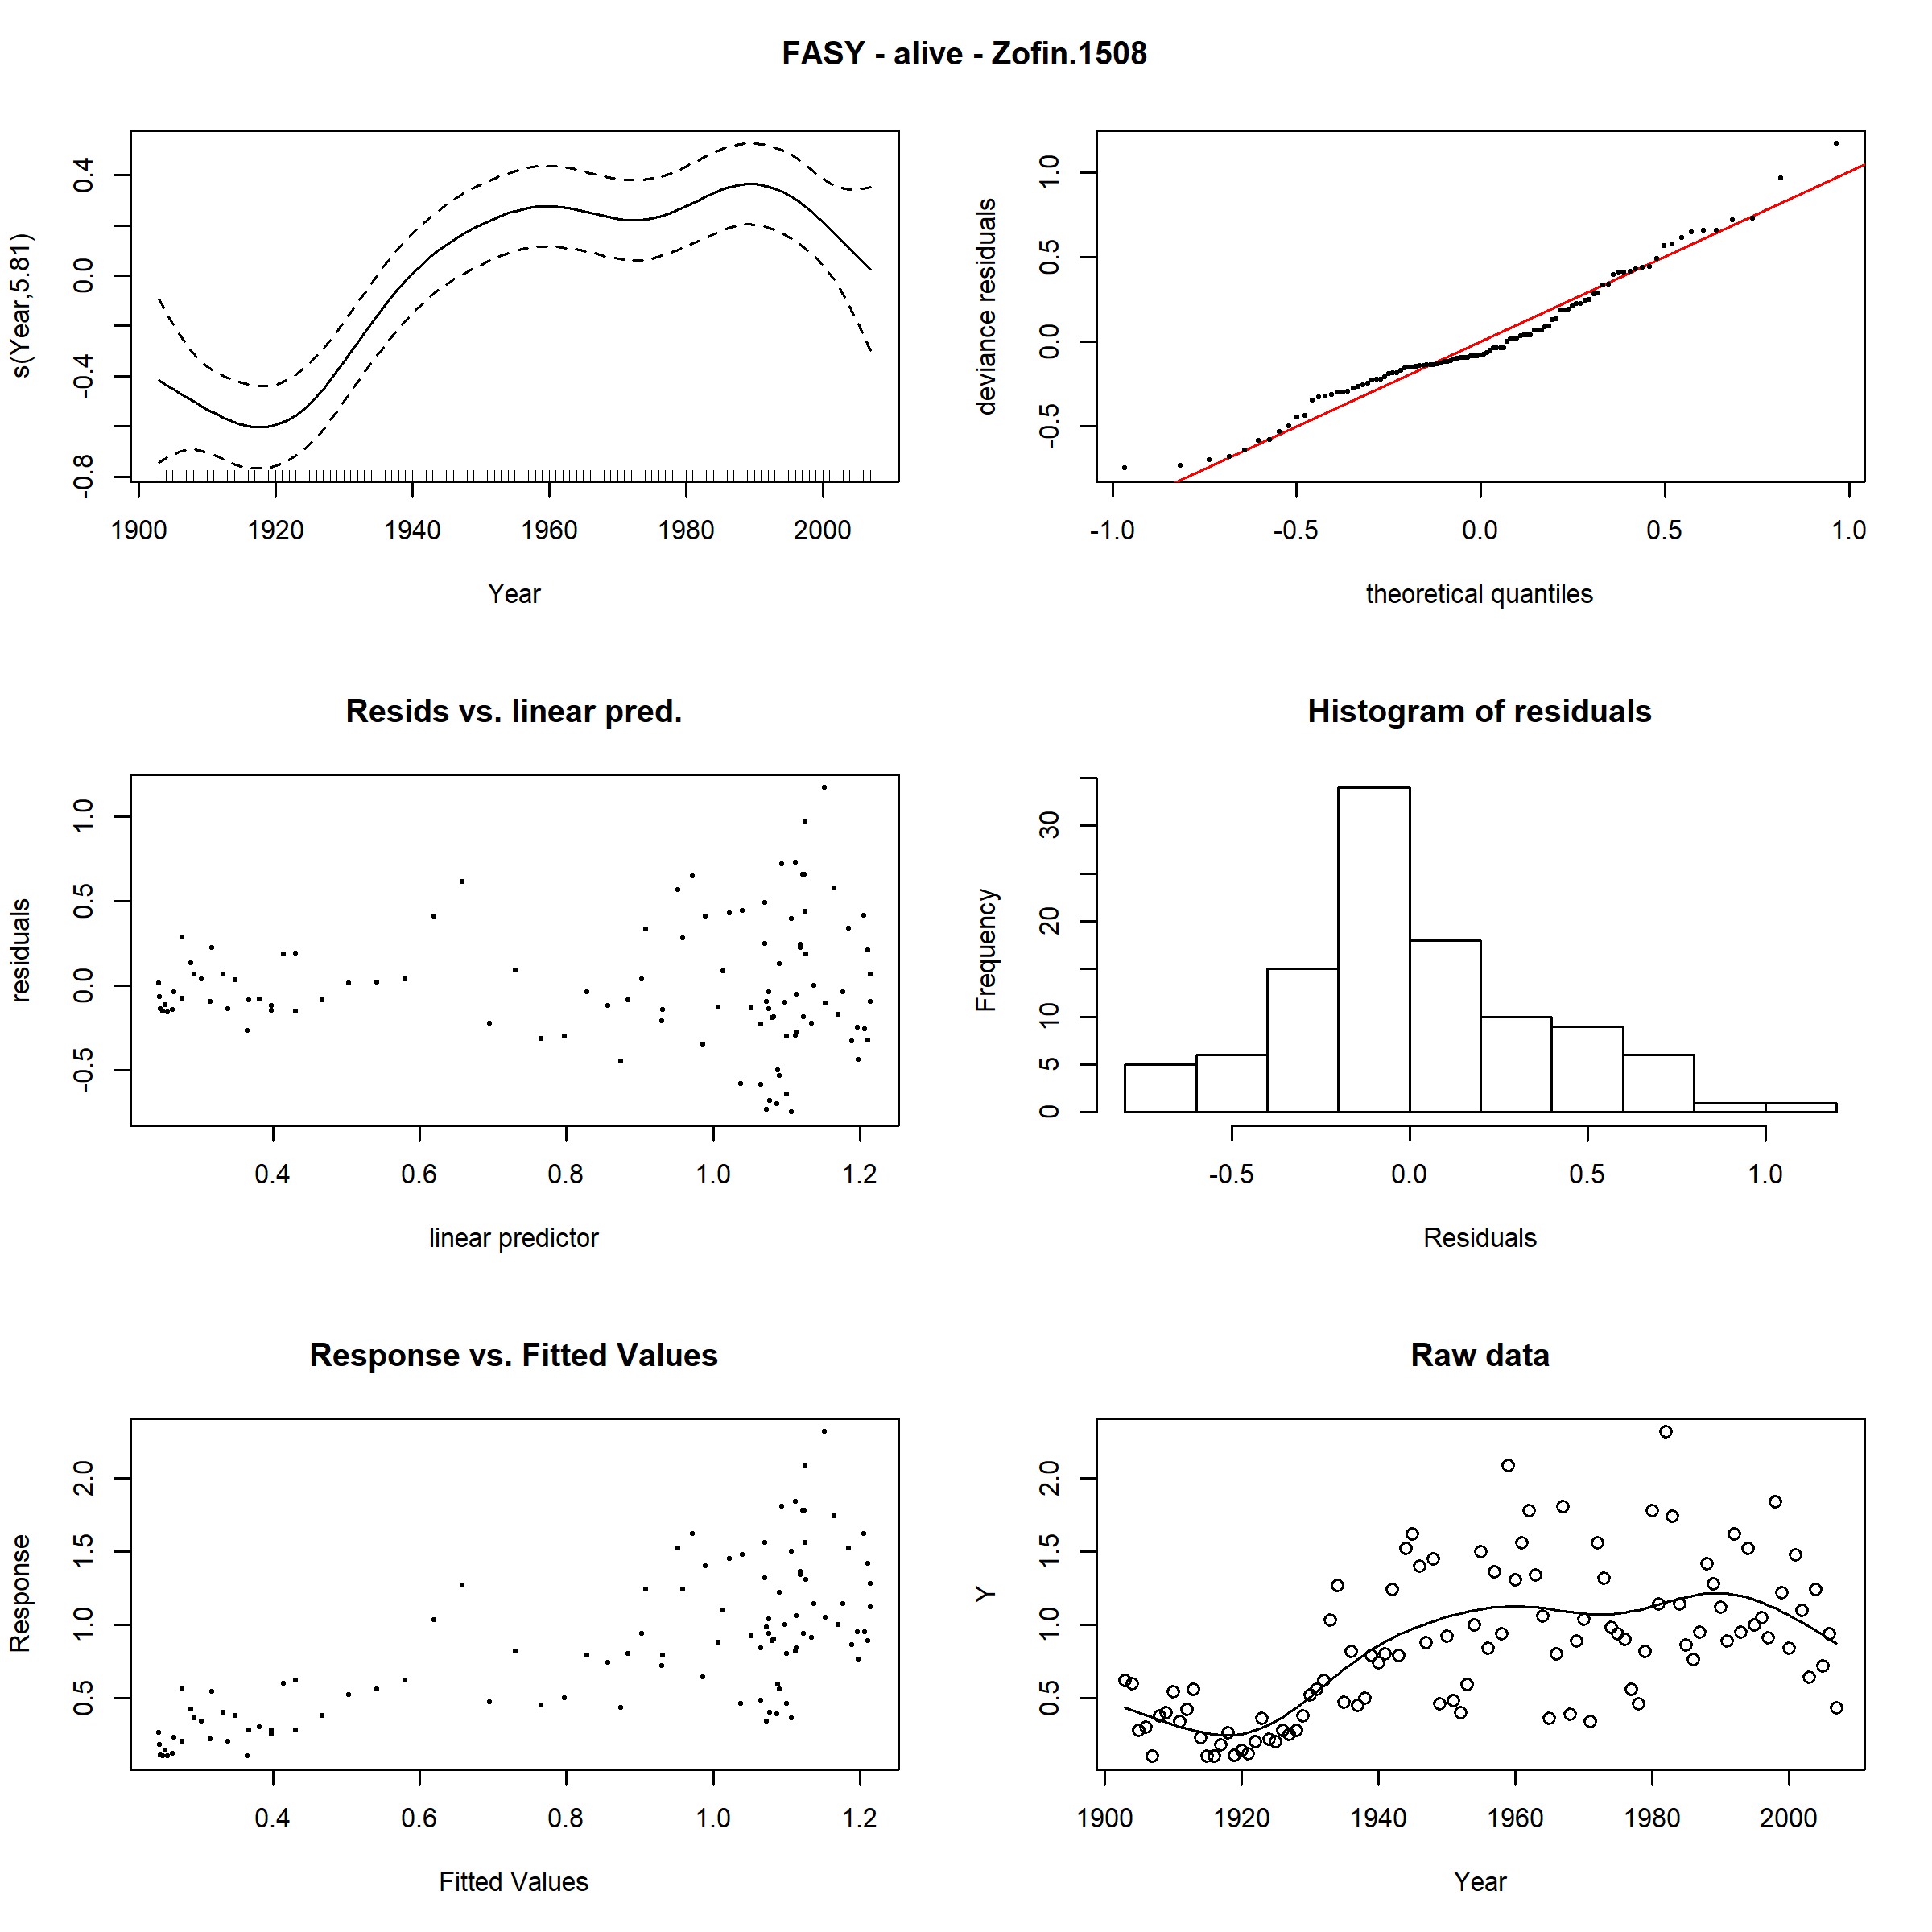 FASY - alive - Zofin.1508
s(Year,5.81)
-0.8 -0.4 0.0 0.4
1900 1920 1940 1960 1980 2000
Year
deviance residuals
-0.5 0.0 0.5 1.0
-1.0 -0.5 0.0 0.5 1.0
theoretical quantiles
Resids vs. linear pred.
residuals
-0.5 0.0 0.5 1.0
0.4 0.6 0.8 1.0 1.2
linear predictor
Histogram of residuals
Frequency
0 5 10 20 30
-0.5 0.0 0.5 1.0
Residuals
Response vs. Fitted Values
Response
0.5 1.0 1.5 2.0
0.4 0.6 0.8 1.0 1.2
Fitted Values
Raw data
Y
0.5 1.0 1.5 2.0
1900 1920 1940 1960 1980 2000
Year